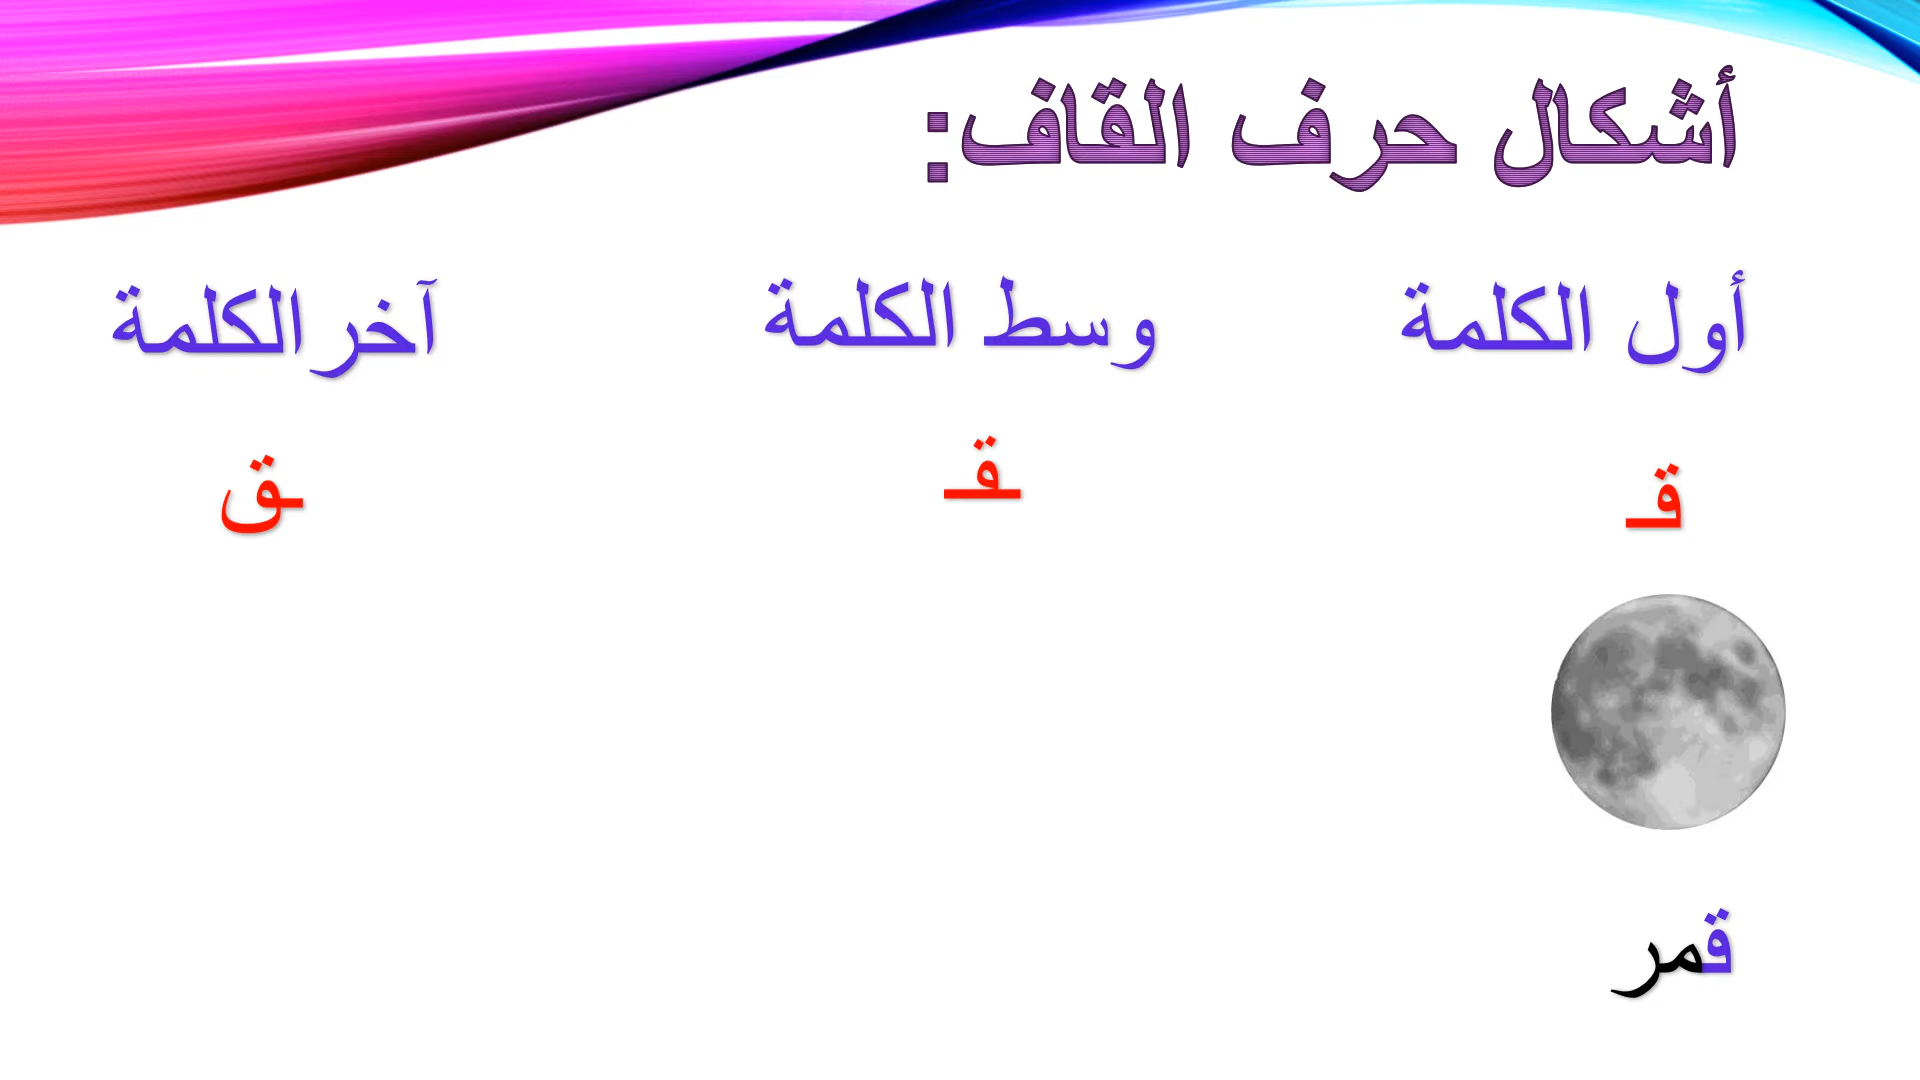 أشكال حرف القاف:
أول الكلمة
وسط الكلمة
آخر الكلمة
قـ
ـقـ
ـق
قمر